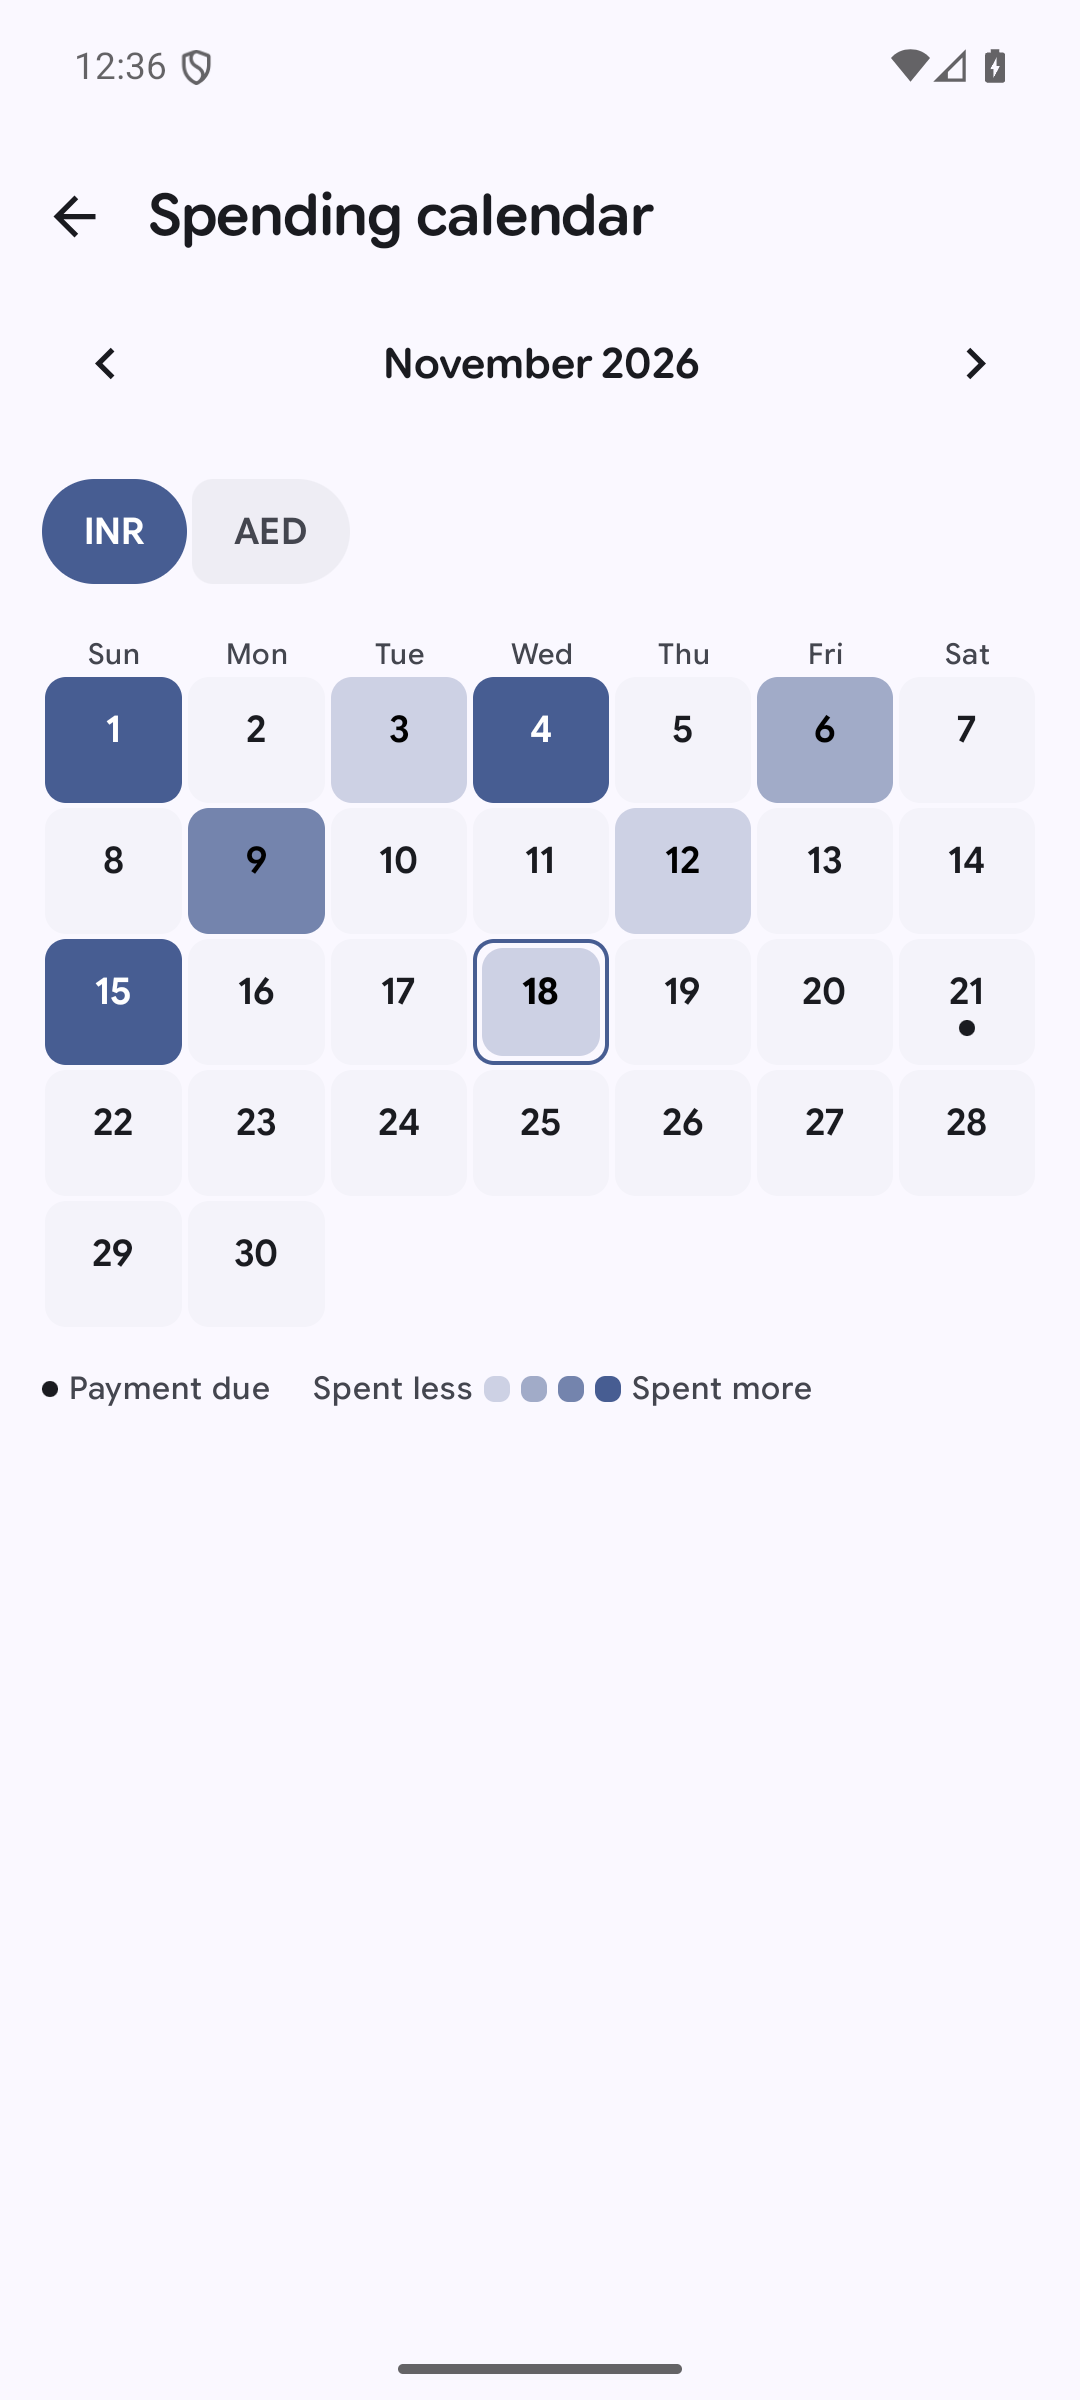 12:36
Spending calendar
November 2026
INR AED
Sun Mon Tue Wed Thu Fri Sat
1 2 3 4 5 6 7
8 9 10 11 12 13 14
15 16 17 18 19 20 21
22 23 24 25 26 27 28
29 30
Payment due Spent less Spent more